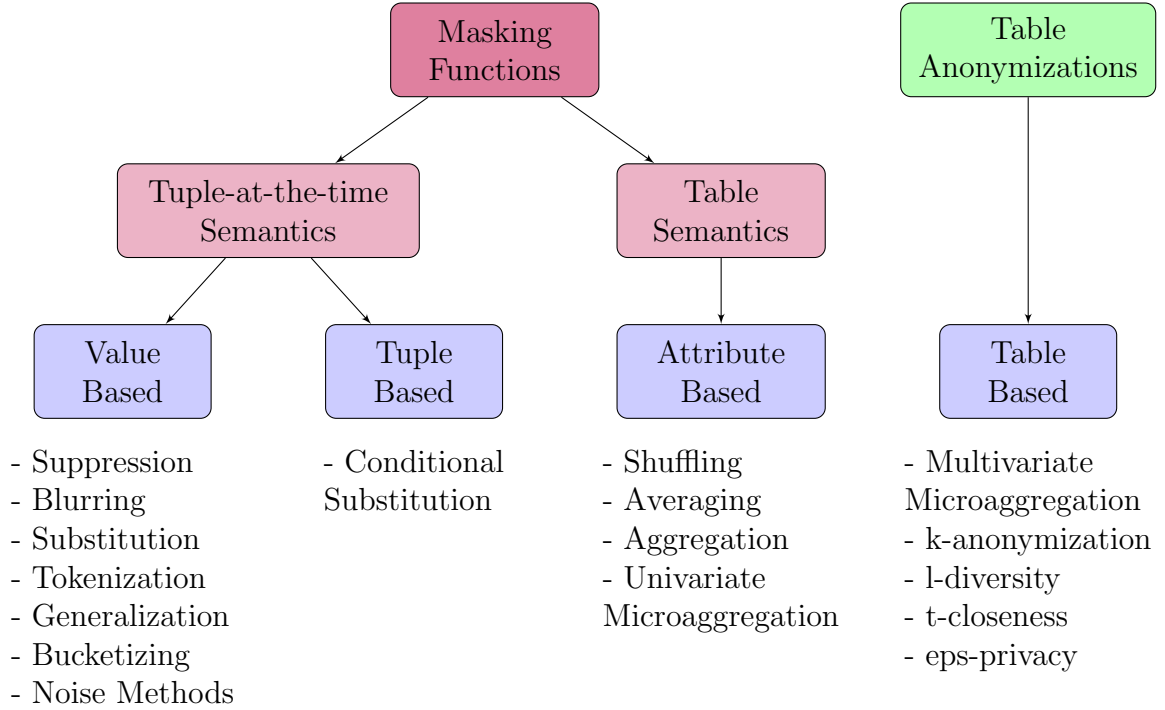 Masking
Functions
Table
Anonymizations
Tuple-at-the-time
Semantics
Table
Semantics
Value
Based
Tuple
Based
Attribute
Based
Table
Based
- Suppression
- Blurring
- Substitution
- Tokenization
- Generalization
- Bucketizing
- Noise Methods
- Conditional
Substitution
- Shuffling
- Averaging
- Aggregation
- Univariate
Microaggregation
- Multivariate
Microaggregation
- k-anonymization
- l-diversity
- t-closeness
- eps-privacy